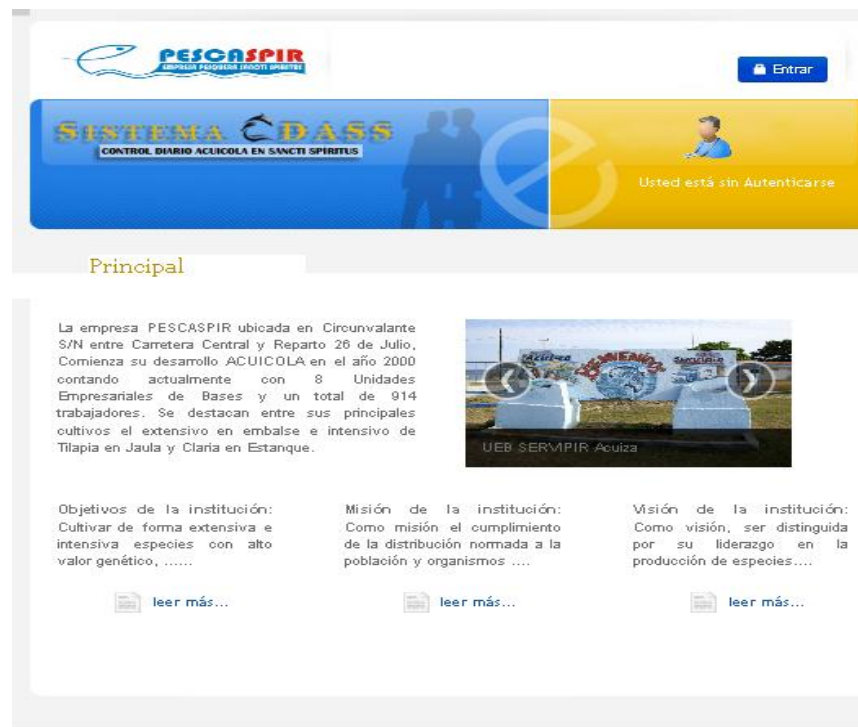 PESCASPIR
EMPRESA PESQUERA SANCTI SPIRITUS
Entrar
SISTEMA CDASS
CONTROL DIARIO ACUICOLA EN SANCTI SPÍRITUS
Usted está sin Autenticarse
Principal
La empresa PESCASPIR ubicada en Circunvalante
S/N entre Carretera Central y Reparto 26 de Julio,
Comienza su desarrollo ACUICOLA en el año 2000
contando actualmente con 8 Unidades
Empresariales de Bases y un total de 914
trabajadores. Se destacan entre sus principales
cultivos el extensivo en embalse e intensivo de
Tilapia en Jaula y Claria en Estanque.
BIENVENIDOS
UEB SERVIPIR Acuiza
Objetivos de la institución:
Cultivar de forma extensiva e
intensiva especies con alto
valor genético, ......
leer más...
Misión de la institución:
Como misión el cumplimiento
de la distribución normada a la
población y organismos ....
leer más...
Visión de la institución:
Como visión, ser distinguida
por su liderazgo en la
producción de especies....
leer más...